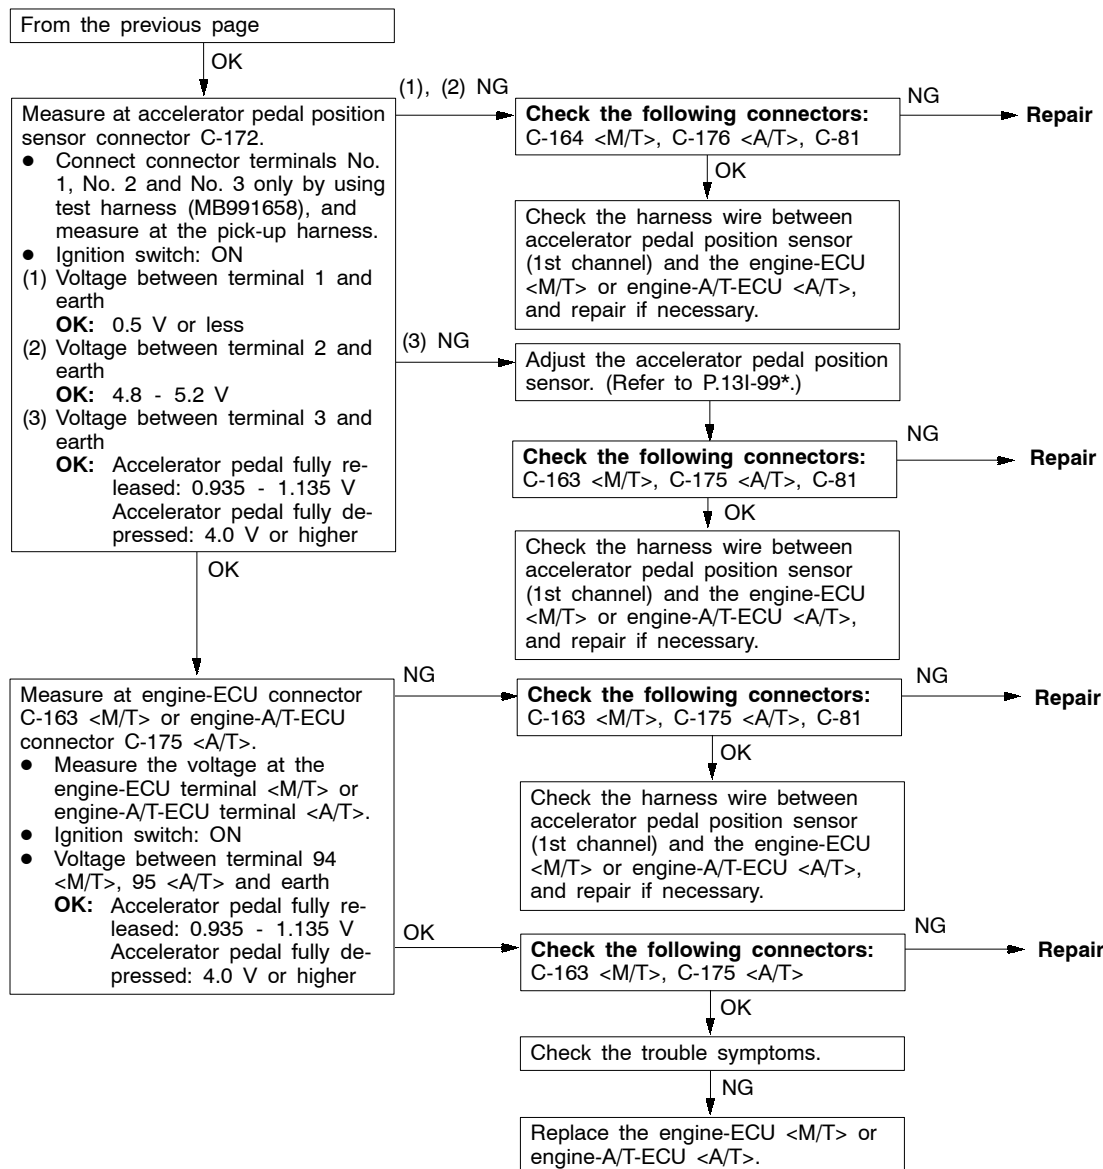 From the previous page
OK
Measure at accelerator pedal position
sensor connector C-172.
● Connect connector terminals No.
1, No. 2 and No. 3 only by using
test harness (MB991658), and
measure at the pick-up harness.
● Ignition switch: ON
(1) Voltage between terminal 1 and
earth
OK: 0.5 V or less
(2) Voltage between terminal 2 and
earth
OK: 4.8 - 5.2 V
(3) Voltage between terminal 3 and
earth
OK: Accelerator pedal fully re-
leased: 0.935 - 1.135 V
Accelerator pedal fully de-
pressed: 4.0 V or higher
(1), (2) NG
Check the following connectors:
C-164 <M/T>, C-176 <A/T>, C-81
NG
Repair
OK
Check the harness wire between
accelerator pedal position sensor
(1st channel) and the engine-ECU
<M/T> or engine-A/T-ECU <A/T>,
and repair if necessary.
(3) NG
Adjust the accelerator pedal position
sensor. (Refer to P.13I-99*.)
Check the following connectors:
C-163 <M/T>, C-175 <A/T>, C-81
NG
Repair
OK
Check the harness wire between
accelerator pedal position sensor
(1st channel) and the engine-ECU
<M/T> or engine-A/T-ECU <A/T>,
and repair if necessary.
OK
Measure at engine-ECU connector
C-163 <M/T> or engine-A/T-ECU
connector C-175 <A/T>.
● Measure the voltage at the
engine-ECU terminal <M/T> or
engine-A/T-ECU terminal <A/T>.
● Ignition switch: ON
● Voltage between terminal 94
<M/T>, 95 <A/T> and earth
OK: Accelerator pedal fully re-
leased: 0.935 - 1.135 V
Accelerator pedal fully de-
pressed: 4.0 V or higher
NG
Check the following connectors:
C-163 <M/T>, C-175 <A/T>, C-81
NG
Repair
OK
Check the harness wire between
accelerator pedal position sensor
(1st channel) and the engine-ECU
<M/T> or engine-A/T-ECU <A/T>,
and repair if necessary.
OK
Check the following connectors:
C-163 <M/T>, C-175 <A/T>
NG
Repair
OK
Check the trouble symptoms.
NG
Replace the engine-ECU <M/T> or
engine-A/T-ECU <A/T>.